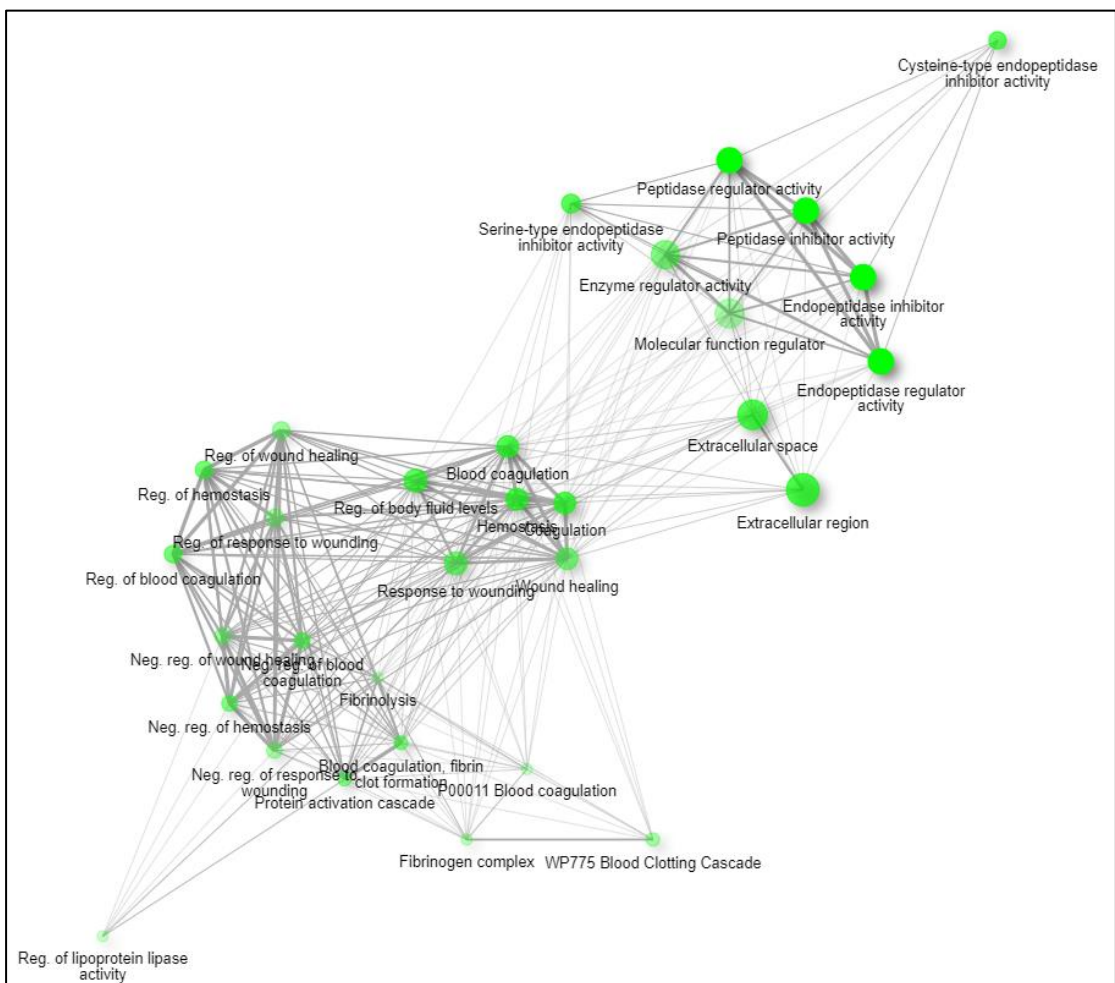 Cysteine-type endopeptidase
inhibitor activity
Peptidase regulator activity
Serine-type endopeptidase
inhibitor activity
Peptidase inhibitor activity
Enzyme regulator activity
Endopeptidase inhibitor
activity
Molecular function regulator
Endopeptidase regulator
activity
Extracellular space
Reg. of wound healing
Blood coagulation
Reg. of hemostasis
Reg. of body fluid levels
Hemostasis
Coagulation
Extracellular region
Reg. of response to wounding
Reg. of blood coagulation
Response to wounding
Wound healing
Neg. reg. of wound healing
Neg. reg. of blood
coagulation
Fibrinolysis
Neg. reg. of hemostasis
Neg. reg. of response to
wounding
Blood coagulation, fibrin
clot formation
P00011 Blood coagulation
Protein activation cascade
Fibrinogen complex
WP775 Blood Clotting Cascade
Reg. of lipoprotein lipase
activity